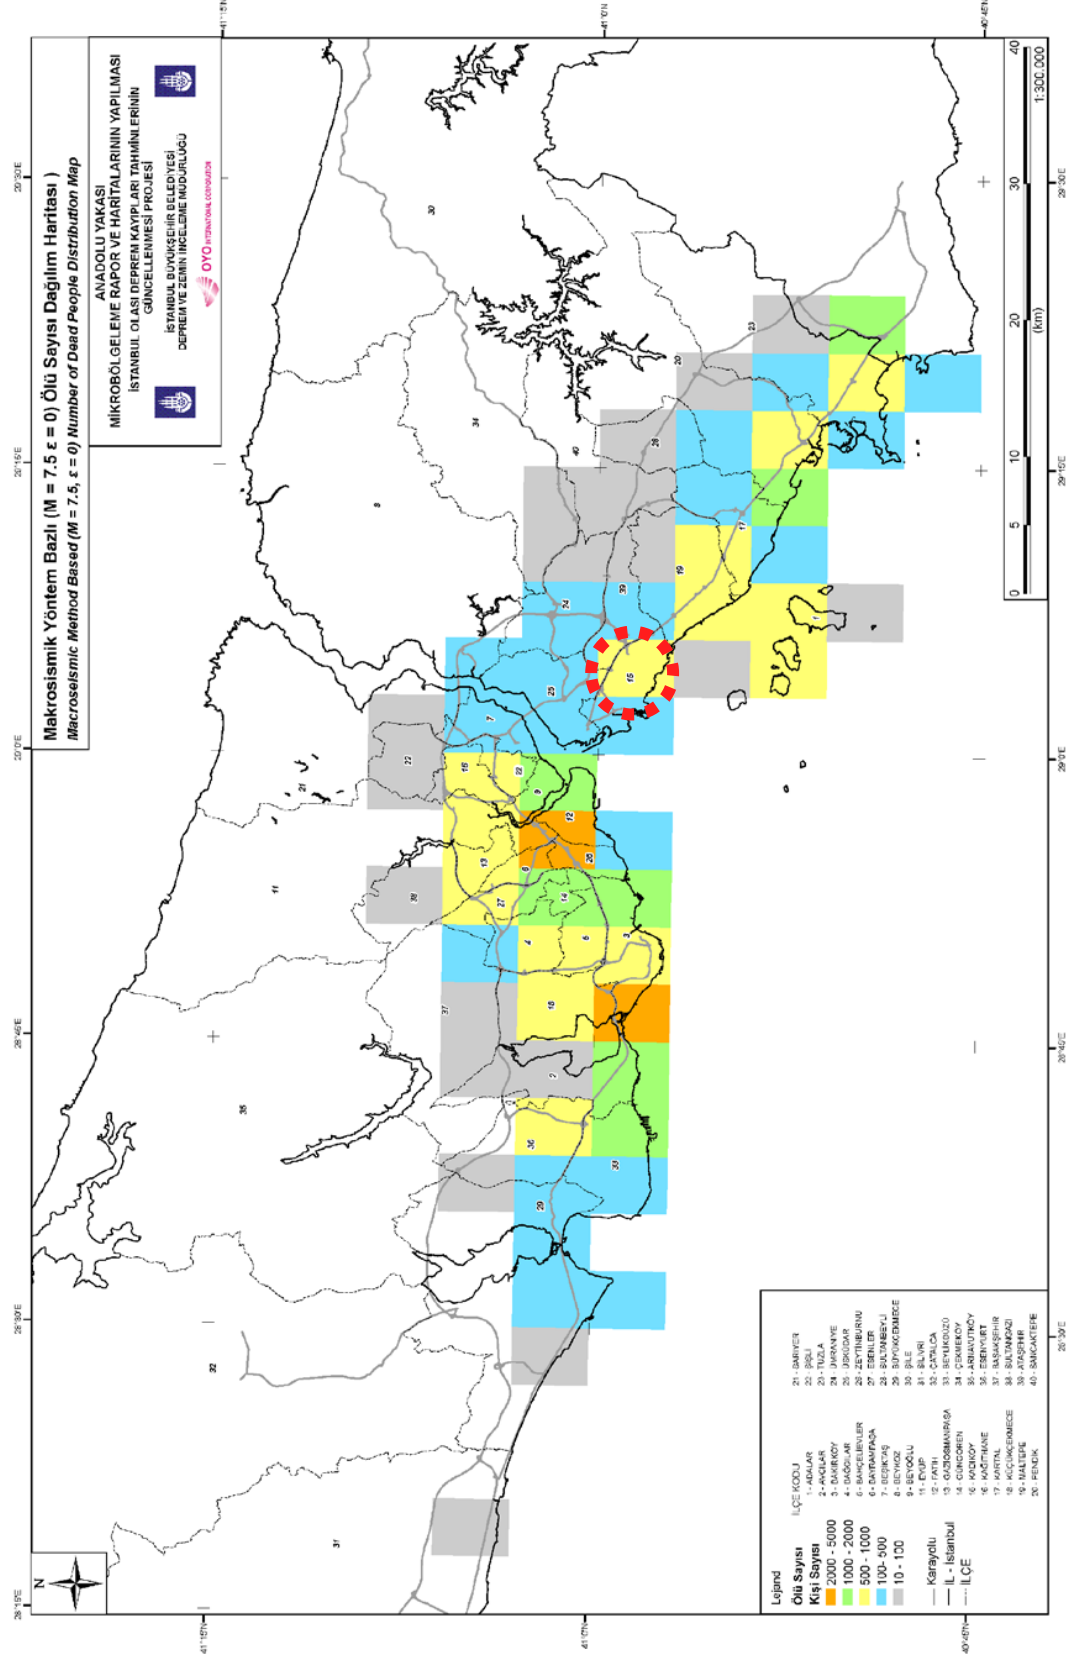 Makrosismik Yöntem Bazlı (M = 7.5 ε = 0) Ölü Sayısı Dağılım Haritası )
Macroseismic Method Based (M = 7.5, ε = 0) Number of Dead People Distribution Map
ANADOLU YAKASI
MİKROBÖLGELEME RAPOR VE HARİTALARININ YAPILMASI
İSTANBUL OLASI DEPREM KAYIPLARI TAHMİNLERİNİN
GÜNCELLENMESİ PROJESİ
İSTANBUL BÜYÜKŞEHİR BELEDİYESİ
DEPREM VE ZEMİN İNCELEME MÜDÜRLÜĞÜ
OYO INTERNATIONAL CORPORATION
N
Lejand
Ölü Sayısı
Kişi Sayısı
2000 - 5000
1000 - 2000
500 - 1000
100- 500
10 - 100
Karayolu
İL - İstanbul
İLÇE
İLÇE KODU
1 - ADALAR
2 - AVCILAR
3 - BAKIRKÖY
4 - BAĞCILAR
5 - BAHÇELİEVLER
6 - BAYRAMPAŞA
7 - BEŞİKTAŞ
8 - BEYKOZ
9 - BEYOĞLU
11 - EYÜP
12 - FATİH
13 - GAZİOSMANPAŞA
14 - GÜNGÖREN
15 - KADIKÖY
16 - KAĞITHANE
17 - KARTAL
18 - KÜÇÜKÇEKMECE
19 - MALTEPE
20 - PENDİK
21 - SARIYER
22 - ŞİŞLİ
23 - TUZLA
24 - ÜMRANİYE
25 - ÜSKÜDAR
26 - ZEYTİNBURNU
27 - ESENLER
28 - SULTANBEYLİ
29 - BÜYÜKÇEKMECE
30 - ŞİLE
31 - SİLİVRİ
32 - ÇATALCA
33 - BEYLİKDÜZÜ
34 - ÇEKMEKÖY
35 - ARNAVUTKÖY
36 - ESENYURT
37 - BAŞAKŞEHİR
38 - SULTANGAZİ
39 - ATAŞEHİR
40 - SANCAKTEPE
0 5 10 20 30 40
(km)
1:300.000